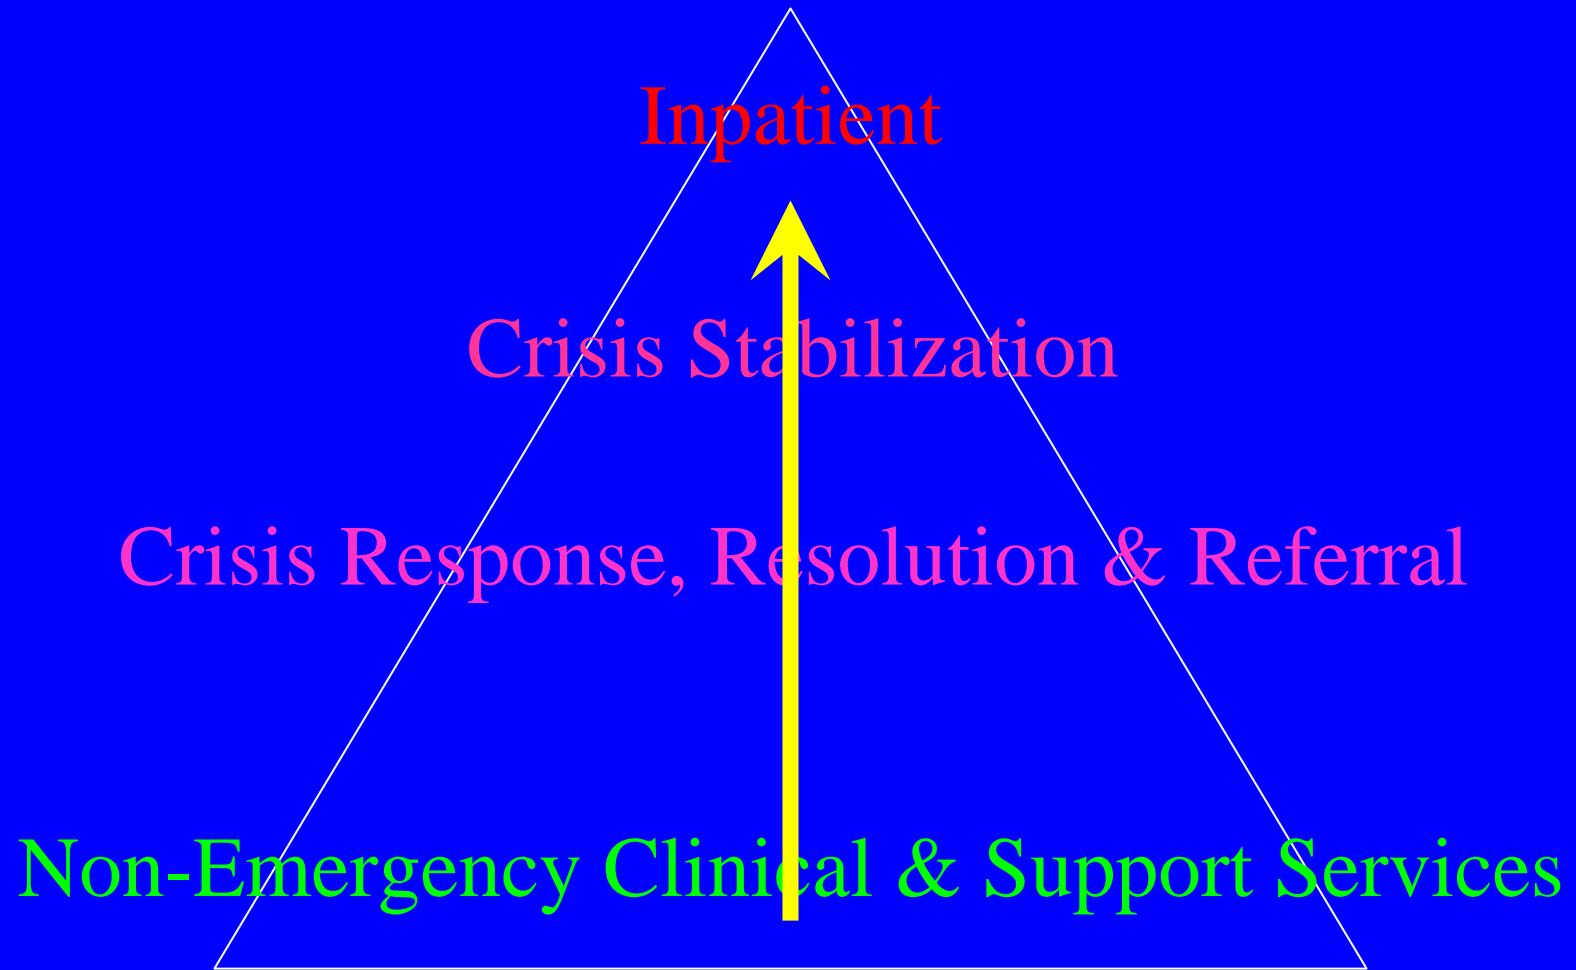 Inpatient
Crisis Stabilization
Crisis Response, Resolution & Referral
Non-Emergency Clinical & Support Services